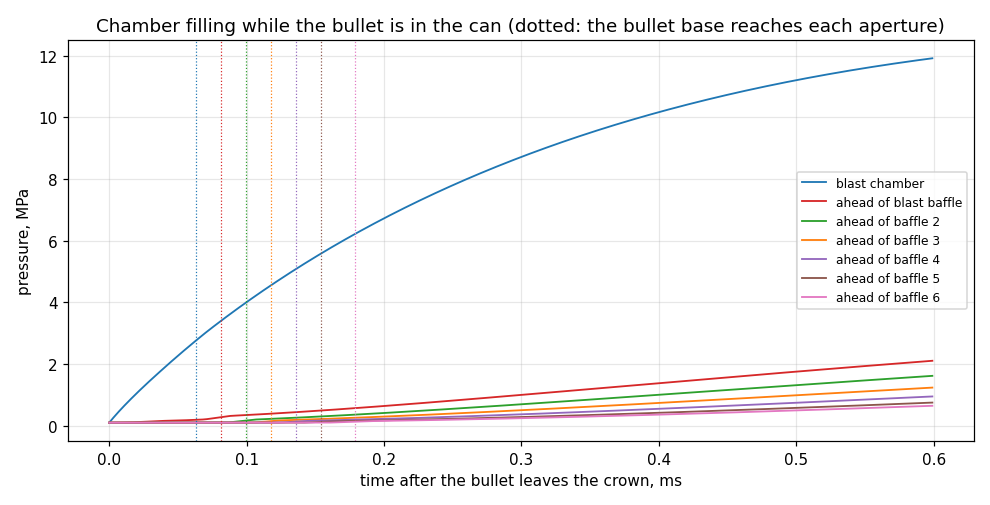 Chamber filling while the bullet is in the can (dotted: the bullet base reaches each aperture)
pressure, MPa
12
10
8
6
4
2
0
blast chamber
ahead of blast baffle
ahead of baffle 2
ahead of baffle 3
ahead of baffle 4
ahead of baffle 5
ahead of baffle 6
0.0 0.1 0.2 0.3 0.4 0.5 0.6
time after the bullet leaves the crown, ms